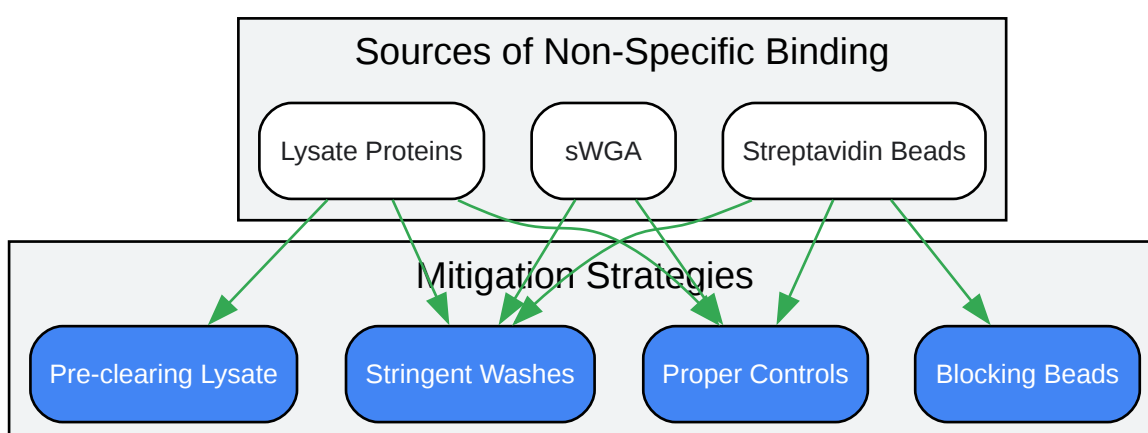 Sources of Non-Specific Binding
Lysate Proteins
sWGA
Streptavidin Beads
Mitigation Strategies
Pre-clearing Lysate
Stringent Washes
Proper Controls
Blocking Beads